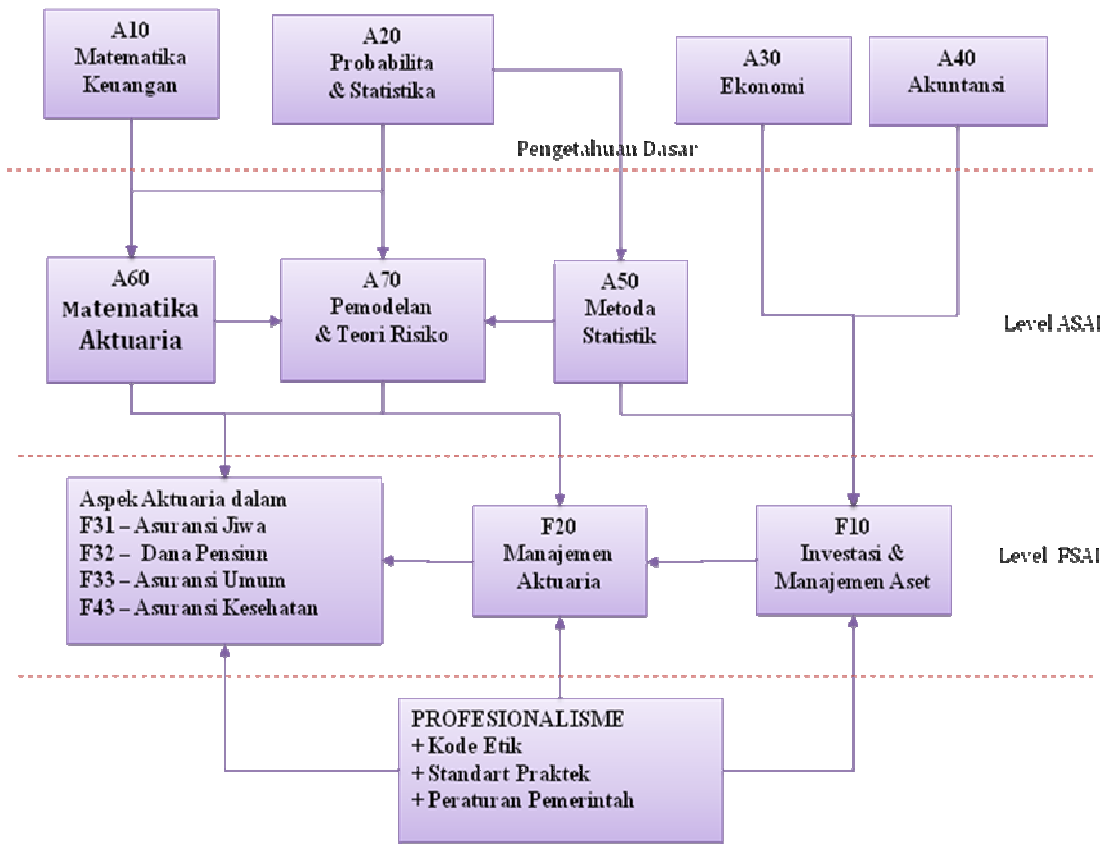 A10
Matematika
Keuangan
A20
Probabilita
& Statistika
A30
Ekonomi
A40
Akuntansi
Pengetahuan Dasar
A60
Matematika
Aktuaria
A70
Pemodelan
& Teori Risiko
A50
Metoda
Statistik
Level ASAI
Aspek Aktuaria dalam
F31 – Asuransi Jiwa
F32 – Dana Pensiun
F33 – Asuransi Umum
F43 – Asuransi Kesehatan
F20
Manajemen
Aktuaria
F10
Investasi &
Manajemen Aset
Level FSAI
PROFESIONALISME
+ Kode Etik
+ Standart Praktek
+ Peraturan Pemerintah